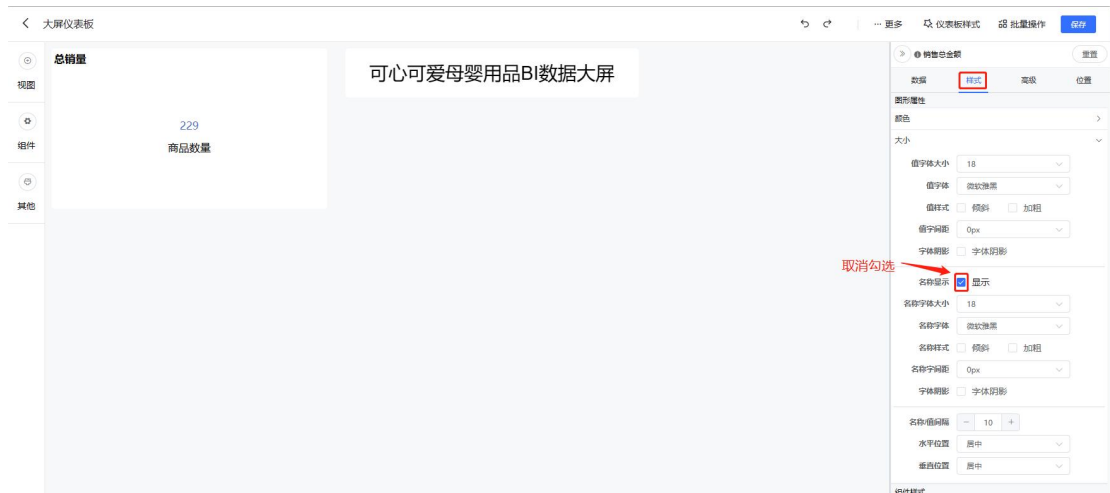 大屏仪表板
··· 更多
仪表板样式
批量操作
保存
视图
组件
其他
总销量
229
商品数量
可心可爱母婴用品BI数据大屏
取消勾选
销售总金额
重置
数据
样式
高级
位置
图形属性
颜色
大小
值字体大小 18
值字体 微软雅黑
值样式 倾斜 加粗
值字间距 0px
字体阴影 字体阴影
名称显示 显示
名称字体大小 18
名称字体 微软雅黑
名称样式 倾斜 加粗
名称字间距 0px
字体阴影 字体阴影
名称/值间隔 − 10 +
水平位置 居中
垂直位置 居中
组件样式